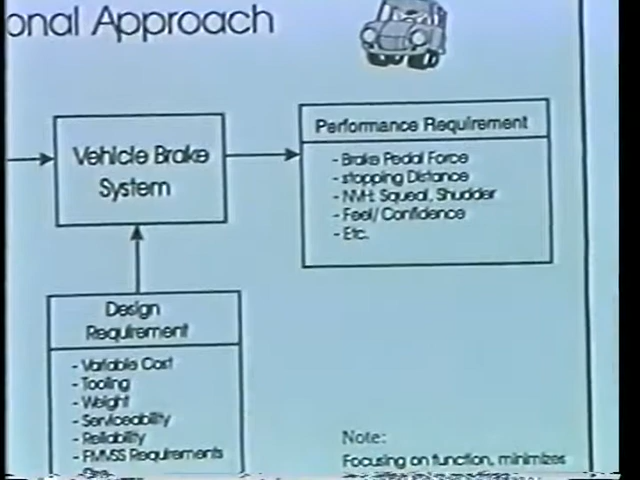 onal Approach
Vehicle Brake
System
Performance Requirement
- Brake Pedal Force
- stopping Distance
- NVH: Squeal, Shudder
- Feel/ Confidence
- Etc.
Design
Requirement
- Variable Cost
- Tooling
- Weight
- Serviceability
- Reliability
- FMVSS Requirements
Note:
Focusing on function, minimizes